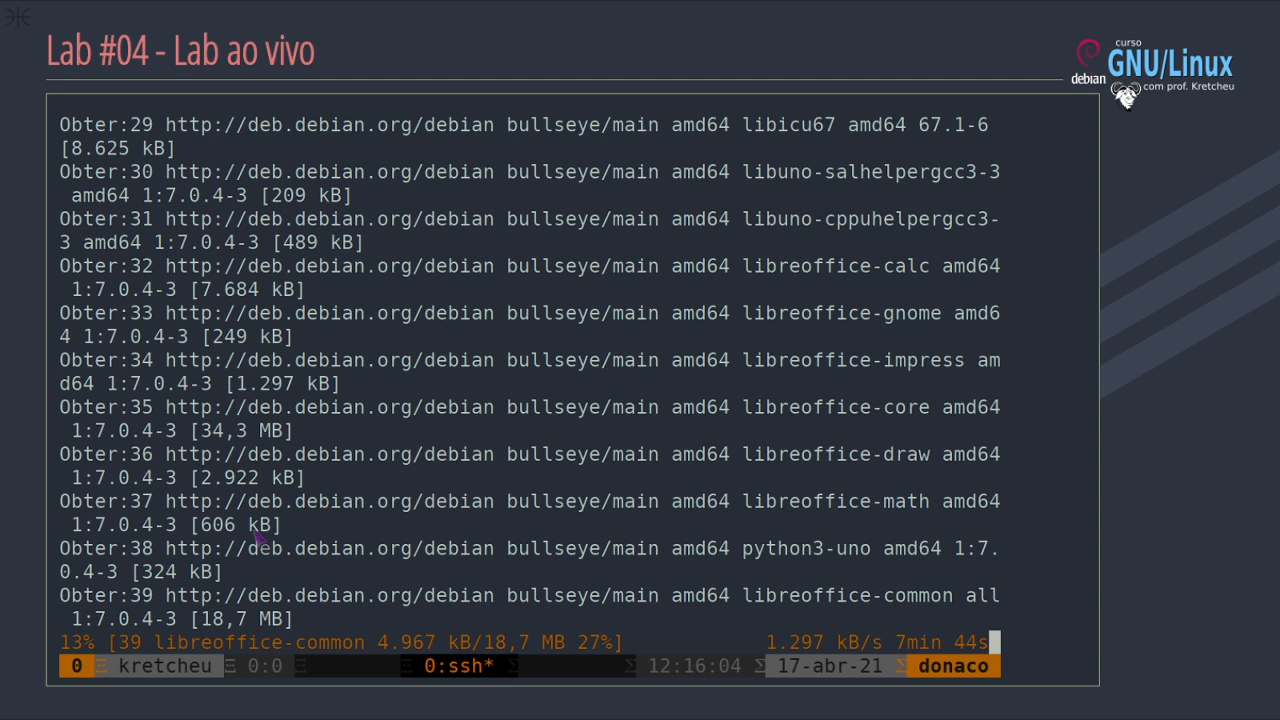 Lab #04 - Lab ao vivo
curso
GNU/Linux
debian
com prof. Kretcheu
Obter:29 http://deb.debian.org/debian bullseye/main amd64 libicu67 amd64 67.1-6
[8.625 kB]
Obter:30 http://deb.debian.org/debian bullseye/main amd64 libuno-salhelpergcc3-3
amd64 1:7.0.4-3 [209 kB]
Obter:31 http://deb.debian.org/debian bullseye/main amd64 libuno-cppuhelpergcc3-
3 amd64 1:7.0.4-3 [489 kB]
Obter:32 http://deb.debian.org/debian bullseye/main amd64 libreoffice-calc amd64
1:7.0.4-3 [7.684 kB]
Obter:33 http://deb.debian.org/debian bullseye/main amd64 libreoffice-gnome amd6
4 1:7.0.4-3 [249 kB]
Obter:34 http://deb.debian.org/debian bullseye/main amd64 libreoffice-impress am
d64 1:7.0.4-3 [1.297 kB]
Obter:35 http://deb.debian.org/debian bullseye/main amd64 libreoffice-core amd64
1:7.0.4-3 [34,3 MB]
Obter:36 http://deb.debian.org/debian bullseye/main amd64 libreoffice-draw amd64
1:7.0.4-3 [2.922 kB]
Obter:37 http://deb.debian.org/debian bullseye/main amd64 libreoffice-math amd64
1:7.0.4-3 [606 kB]
Obter:38 http://deb.debian.org/debian bullseye/main amd64 python3-uno amd64 1:7.
0.4-3 [324 kB]
Obter:39 http://deb.debian.org/debian bullseye/main amd64 libreoffice-common all
1:7.0.4-3 [18,7 MB]
13% [39 libreoffice-common 4.967 kB/18,7 MB 27%] 1.297 kB/s 7min 44s
0 Ξ kretcheu Ξ 0:0 Ξ Ξ 0:ssh* Σ Σ 12:16:04 Σ 17-abr-21 Σ donaco